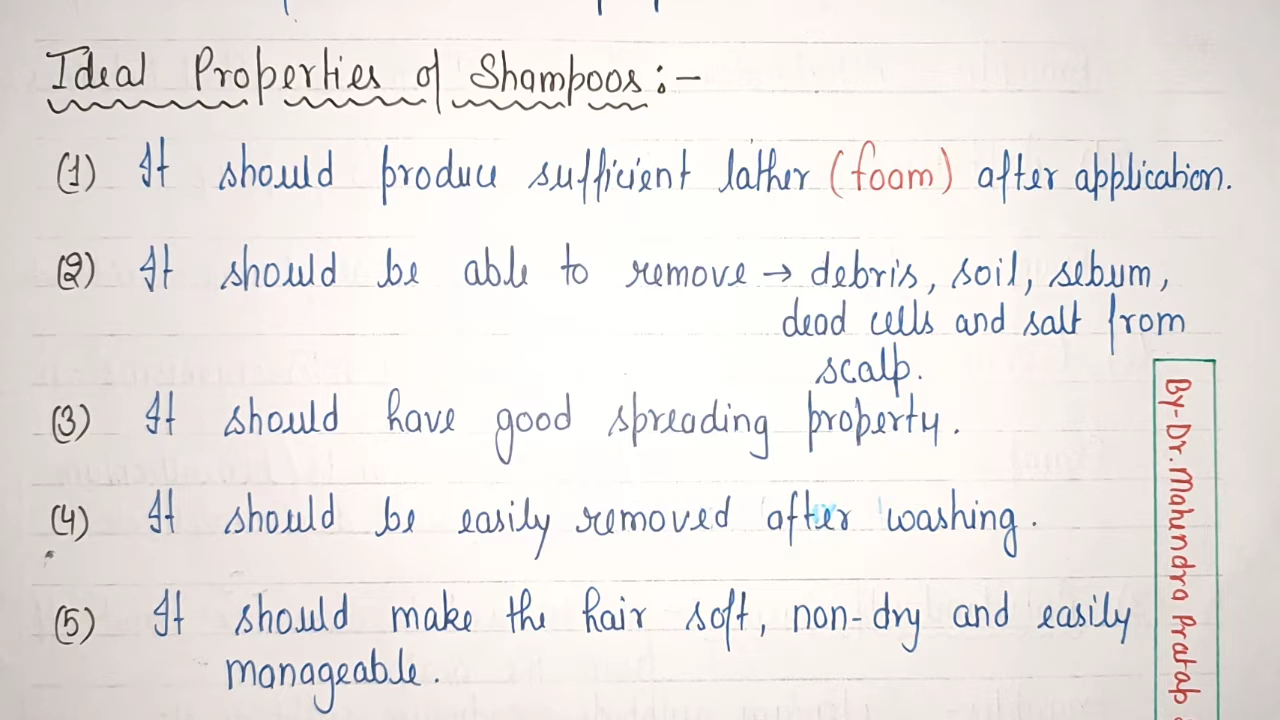 Ideal Properties of Shampoos :-
(1) It should produce sufficient lather (foam) after application.
(2) It should be able to remove → debris, soil, sebum,
dead cells and salt from
scalp.
(3) It should have good spreading property.
(4) It should be easily removed after washing.
(5) It should make the hair soft, non-dry and easily
manageable.
By-Dr. Mahendra Pratap